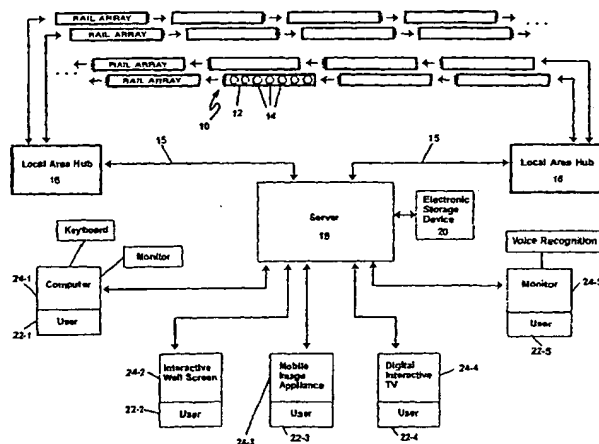 RAIL ARRAY
RAIL ARRAY
...
RAIL ARRAY
...
RAIL ARRAY
10
12
14
15
15
Local Area Hub
16
Local Area Hub
16
Server
18
Electronic
Storage
Device
20
Keyboard
Monitor
Voice Recognition
24-1
Computer
User
22-1
Monitor
24-5
User
22-5
24-2
Interactive
Wall Screen
22-2
User
Mobile
Image
Appliance
24-3
User
22-3
Digital
Interactive
TV
24-4
User
22-4